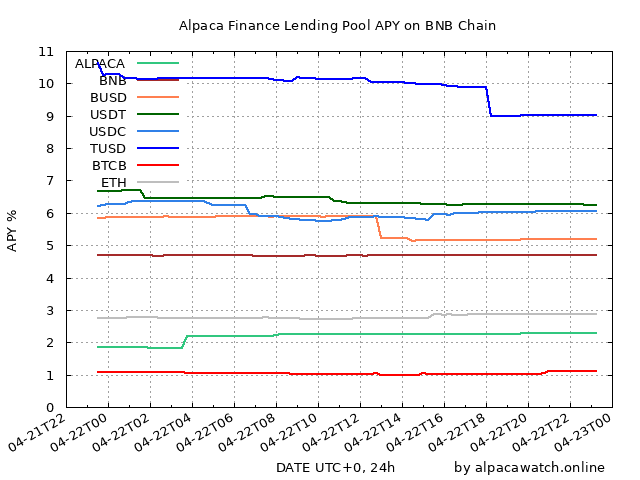 Alpaca Finance Lending Pool APY on BNB Chain
APY %
11
10
9
8
7
6
5
4
3
2
1
0
ALPACA
BNB
BUSD
USDT
USDC
TUSD
BTCB
ETH
04-21T22
04-22T00
04-22T02
04-22T04
04-22T06
04-22T08
04-22T10
04-22T12
04-22T14
04-22T16
04-22T18
04-22T20
04-22T22
04-23T00
DATE UTC+0, 24h
by alpacawatch.online